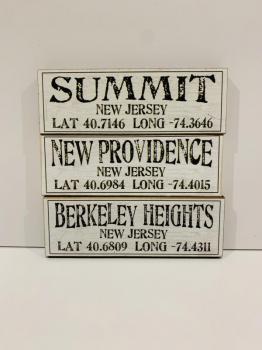 SUMMIT
NEW JERSEY
LAT 40.7146 LONG -74.3646
NEW PROVIDENCE
NEW JERSEY
LAT 40.6984 LONG -74.4015
BERKELEY HEIGHTS
NEW JERSEY
LAT 40.6809 LONG -74.4311